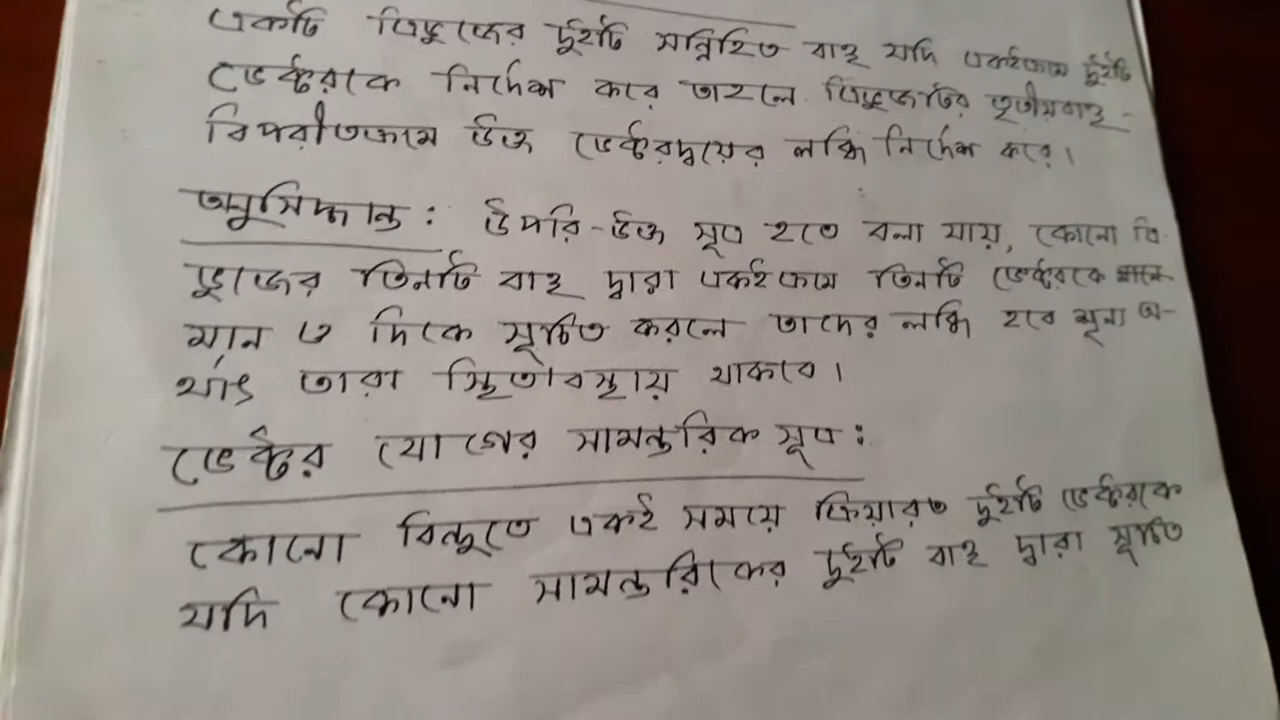 একটি ত্রিভুজের দুইটি সন্নিহিত বাহু যদি একইক্রমে দুইটি
ভেক্টরকে নির্দেশ করে তাহলে ত্রিভুজটির তৃতীয়বাহু-
বিপরীতক্রমে উক্ত ভেক্টরদ্বয়ের লব্ধি নির্দেশ করে।
অনুসিদ্ধান্ত : উপরি-উক্ত সূত্র হতে বলা যায়, কোনো ত্রি-
ভুজের তিনটি বাহু দ্বারা একইক্রমে তিনটি ভেক্টরকে
মান ও দিকে সূচিত করলে তাদের লব্ধি হবে শূন্য অ-
র্থাৎ তারা স্থিতাবস্থায় থাকবে।
ভেক্টর যোগের সামন্তরিক সূত্র :
কোনো বিন্দুতে একই সময়ে ক্রিয়ারত দুইটি ভেক্টরকে
যদি কোনো সামন্তরিকের দুইটি বাহু দ্বারা সূচিত